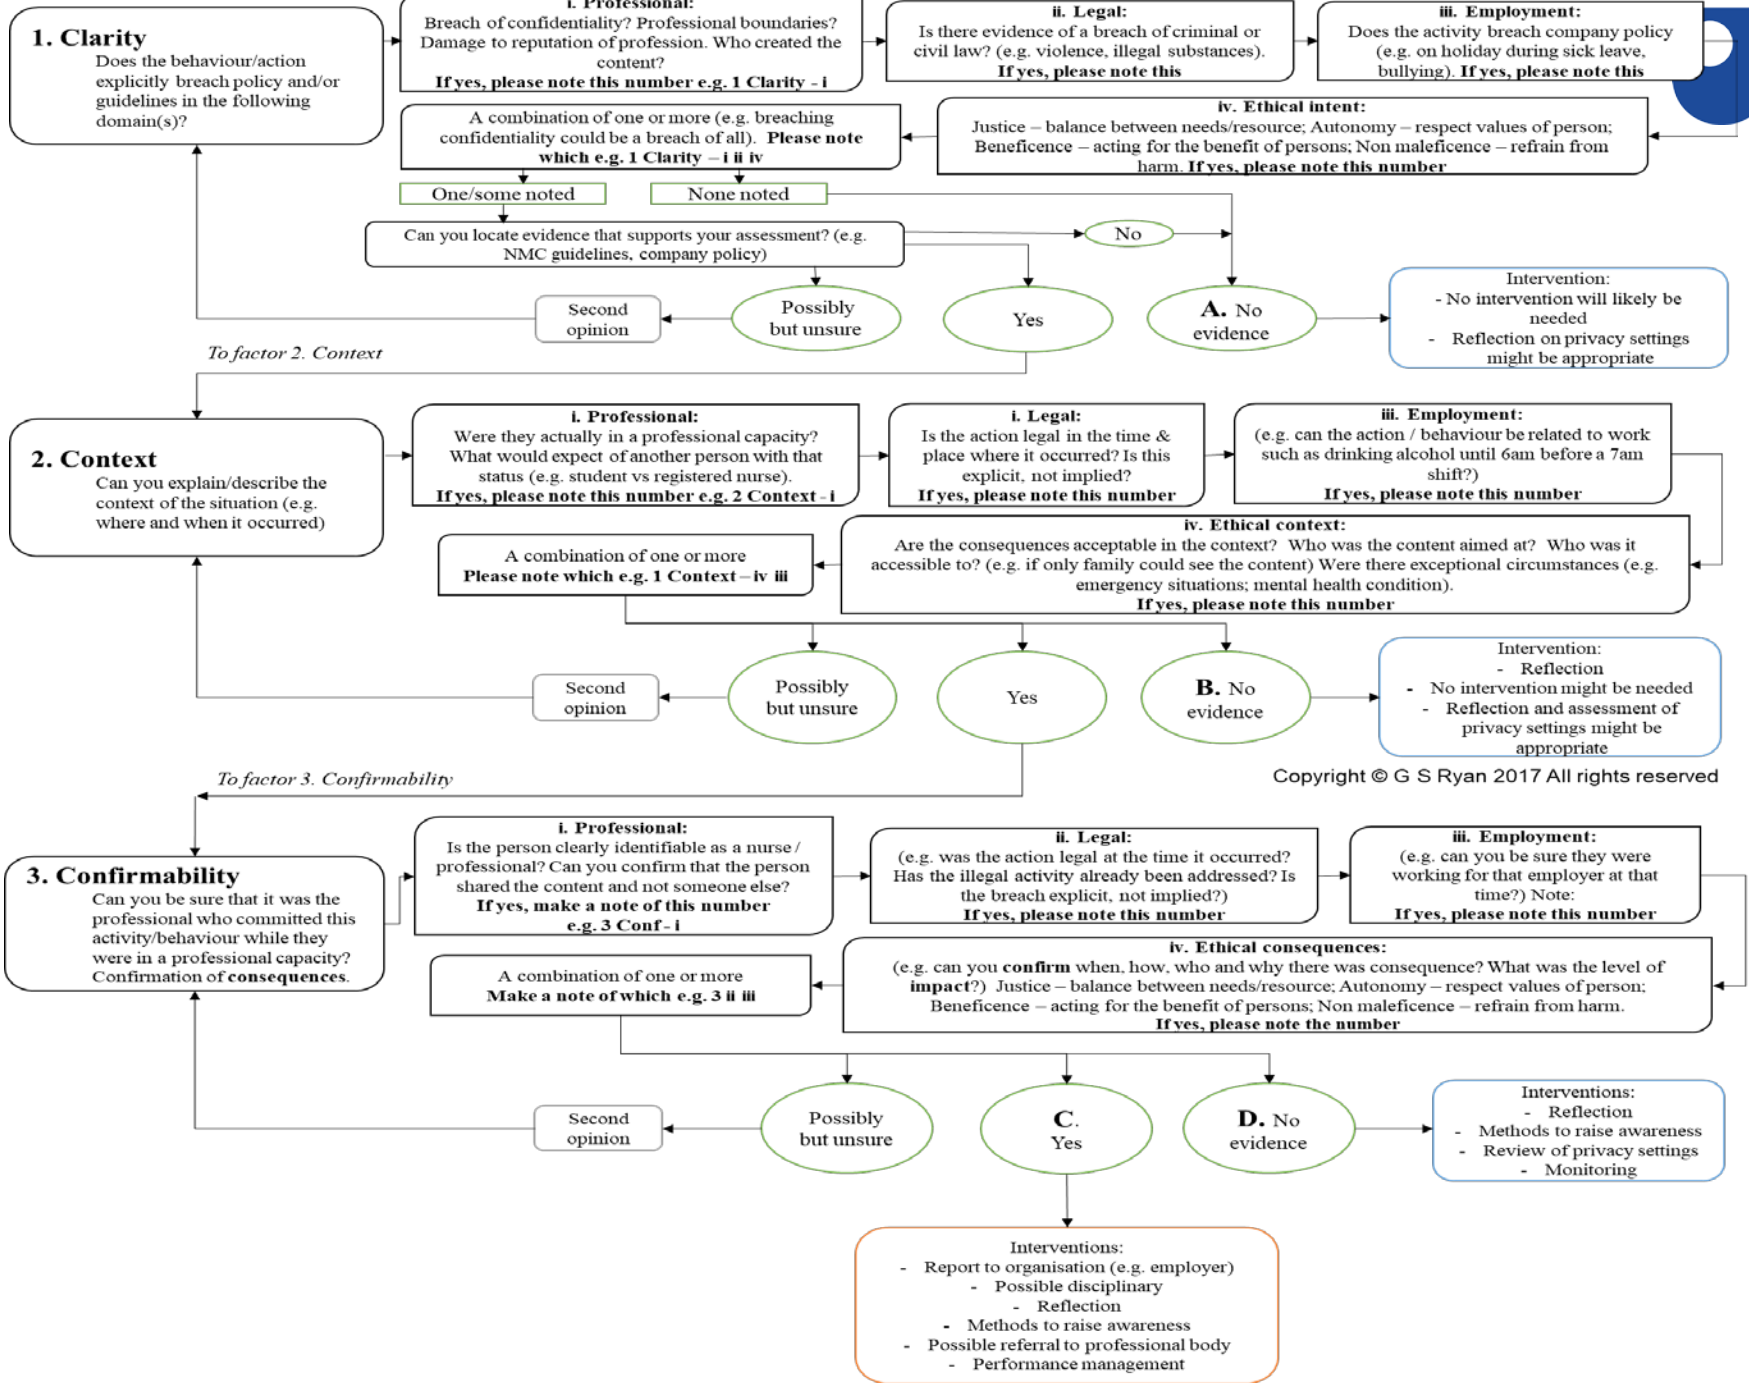 i. Professional:
Breach of confidentiality? Professional boundaries?
Damage to reputation of profession. Who created the
content?
If yes, please note this number e.g. 1 Clarity - i
ii. Legal:
Is there evidence of a breach of criminal or
civil law? (e.g. violence, illegal substances).
If yes, please note this
iii. Employment:
Does the activity breach company policy
(e.g. on holiday during sick leave,
bullying). If yes, please note this
1. Clarity
Does the behaviour/action
explicitly breach policy and/or
guidelines in the following
domain(s)?
A combination of one or more (e.g. breaching
confidentiality could be a breach of all). Please note
which e.g. 1 Clarity – i ii iv
iv. Ethical intent:
Justice – balance between needs/resource; Autonomy – respect values of person;
Beneficence – acting for the benefit of persons; Non maleficence – refrain from
harm. If yes, please note this number
One/some noted
None noted
Can you locate evidence that supports your assessment? (e.g.
NMC guidelines, company policy)
No
Second
opinion
Possibly
but unsure
Yes
A. No
evidence
Intervention:
- No intervention will likely be
needed
- Reflection on privacy settings
might be appropriate
To factor 2. Context
2. Context
Can you explain/describe the
context of the situation (e.g.
where and when it occurred)
i. Professional:
Were they actually in a professional capacity?
What would expect of another person with that
status (e.g. student vs registered nurse).
If yes, please note this number e.g. 2 Context - i
i. Legal:
Is the action legal in the time &
place where it occurred? Is this
explicit, not implied?
If yes, please note this number
iii. Employment:
(e.g. can the action / behaviour be related to work
such as drinking alcohol until 6am before a 7am
shift?)
If yes, please note this number
A combination of one or more
Please note which e.g. 1 Context – iv iii
iv. Ethical context:
Are the consequences acceptable in the context? Who was the content aimed at? Who was it
accessible to? (e.g. if only family could see the content) Were there exceptional circumstances (e.g.
emergency situations; mental health condition).
If yes, please note this number
Second
opinion
Possibly
but unsure
Yes
B. No
evidence
Intervention:
- Reflection
- No intervention might be needed
- Reflection and assessment of
privacy settings might be
appropriate
To factor 3. Confirmability
Copyright © G S Ryan 2017 All rights reserved
3. Confirmability
Can you be sure that it was the
professional who committed this
activity/behaviour while they
were in a professional capacity?
Confirmation of consequences.
i. Professional:
Is the person clearly identifiable as a nurse /
professional? Can you confirm that the person
shared the content and not someone else?
If yes, make a note of this number
e.g. 3 Conf - i
ii. Legal:
(e.g. was the action legal at the time it occurred?
Has the illegal activity already been addressed? Is
the breach explicit, not implied?)
If yes, please note this number
iii. Employment:
(e.g. can you be sure they were
working for that employer at that
time?) Note:
If yes, please note this number
A combination of one or more
Make a note of which e.g. 3 ii iii
iv. Ethical consequences:
(e.g. can you confirm when, how, who and why there was consequence? What was the level of
impact?) Justice – balance between needs/resource; Autonomy – respect values of person;
Beneficence – acting for the benefit of persons; Non maleficence – refrain from harm.
If yes, please note the number
Second
opinion
Possibly
but unsure
C.
Yes
D. No
evidence
Interventions:
- Reflection
- Methods to raise awareness
- Review of privacy settings
- Monitoring
Interventions:
- Report to organisation (e.g. employer)
- Possible disciplinary
- Reflection
- Methods to raise awareness
- Possible referral to professional body
- Performance management